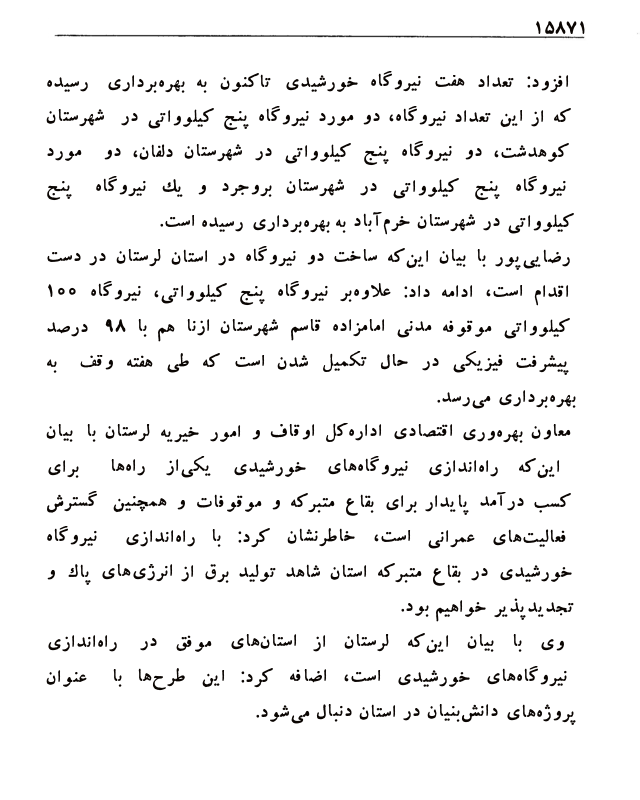 ۱۵۸۷۱
افزود: تعداد هفت نیروگاه خورشیدی تاکنون به بهره‌برداری رسیده
که از این تعداد نیروگاه، دو مورد نیروگاه پنج کیلوواتی در شهرستان
کوهدشت، دو نیروگاه پنج کیلوواتی در شهرستان دلفان، دو مورد
نیروگاه پنج کیلوواتی در شهرستان بروجرد و یك نیروگاه پنج
کیلوواتی در شهرستان خرم‌آباد به بهره‌برداری رسیده است.
رضایی‌پور با بیان این‌که ساخت دو نیروگاه در استان لرستان در دست
اقدام است، ادامه داد: علاوه‌بر نیروگاه پنج کیلوواتی، نیروگاه ۱۰۰
کیلوواتی موقوفه مدنی امامزاده قاسم شهرستان ازنا هم با ۹۸ درصد
پیشرفت فیزیکی در حال تکمیل شدن است که طی هفته وقف به
بهره‌برداری می‌رسد.
معاون بهره‌وری اقتصادی اداره‌کل اوقاف و امور خیریه لرستان با بیان
این‌که راه‌اندازی نیروگاه‌های خورشیدی یکی‌از راه‌ها برای
کسب درآمد پایدار برای بقاع متبرکه و موقوفات و همچنین گسترش
فعالیت‌های عمرانی است، خاطرنشان کرد: با راه‌اندازی نیروگاه
خورشیدی در بقاع متبرکه استان شاهد تولید برق از انرژی‌های پاك و
تجدیدپذیر خواهیم بود.
وی با بیان این‌که لرستان از استان‌های موفق در راه‌اندازی
نیروگاه‌های خورشیدی است، اضافه کرد: این طرح‌ها با عنوان
پروژه‌های دانش‌بنیان در استان دنبال می‌شود.